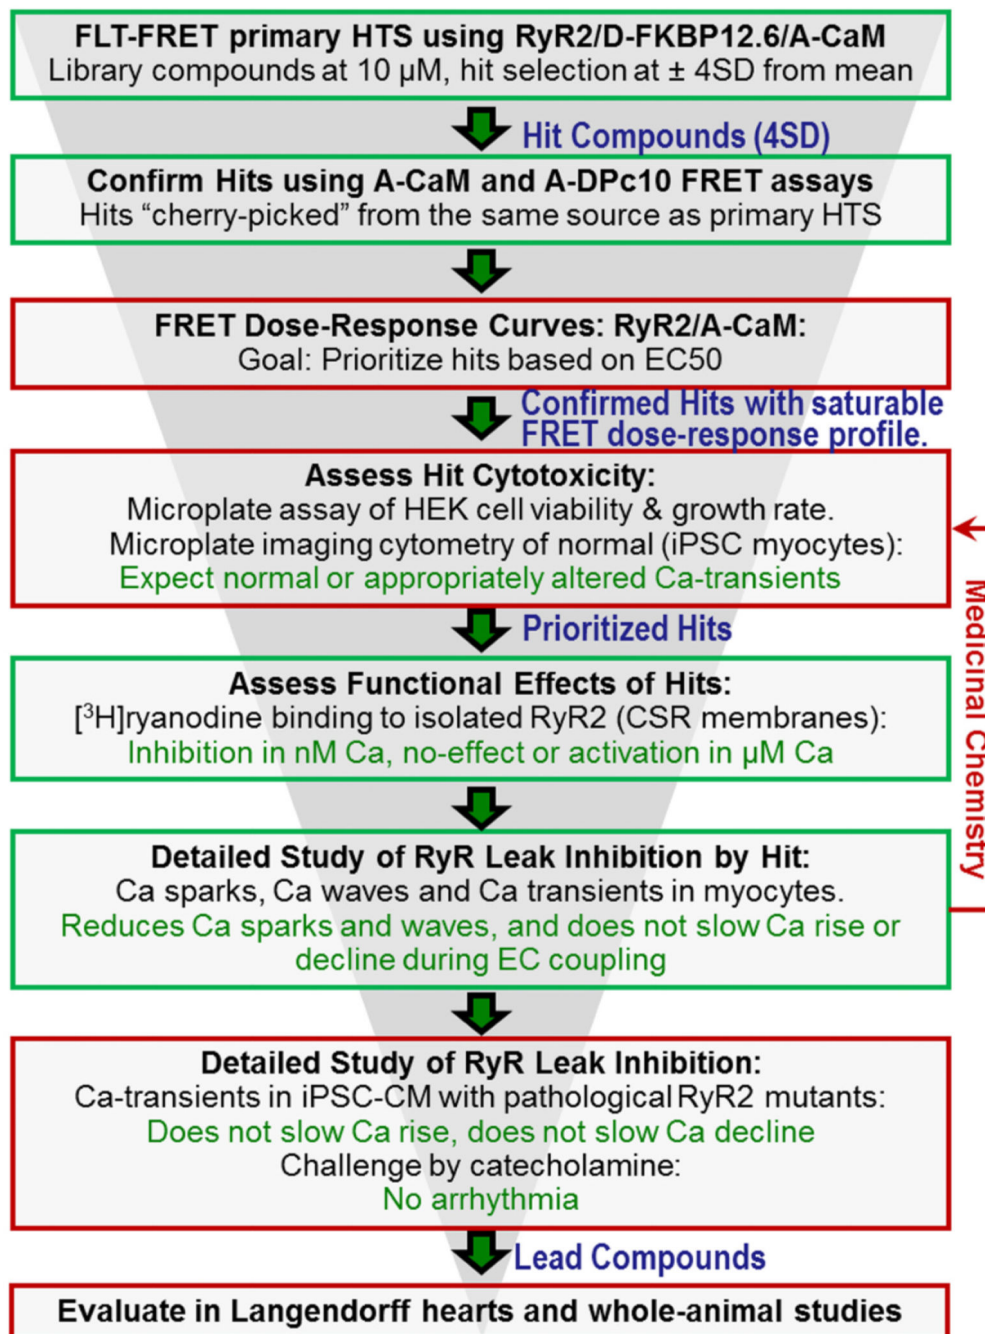 FLT-FRET primary HTS using RyR2/D-FKBP12.6/A-CaM
Library compounds at 10 µM, hit selection at ± 4SD from mean
Hit Compounds (4SD)
Confirm Hits using A-CaM and A-DPc10 FRET assays
Hits “cherry-picked” from the same source as primary HTS
FRET Dose-Response Curves: RyR2/A-CaM:
Goal: Prioritize hits based on EC50
Confirmed Hits with saturable
FRET dose-response profile.
Assess Hit Cytotoxicity:
Microplate assay of HEK cell viability & growth rate.
Microplate imaging cytometry of normal (iPSC myocytes):
Expect normal or appropriately altered Ca-transients
Prioritized Hits
Assess Functional Effects of Hits:
[³H]ryanodine binding to isolated RyR2 (CSR membranes):
Inhibition in nM Ca, no-effect or activation in µM Ca
Detailed Study of RyR Leak Inhibition by Hit:
Ca sparks, Ca waves and Ca transients in myocytes.
Reduces Ca sparks and waves, and does not slow Ca rise or
decline during EC coupling
Medicinal Chemistry
Detailed Study of RyR Leak Inhibition:
Ca-transients in iPSC-CM with pathological RyR2 mutants:
Does not slow Ca rise, does not slow Ca decline
Challenge by catecholamine:
No arrhythmia
Lead Compounds
Evaluate in Langendorff hearts and whole-animal studies